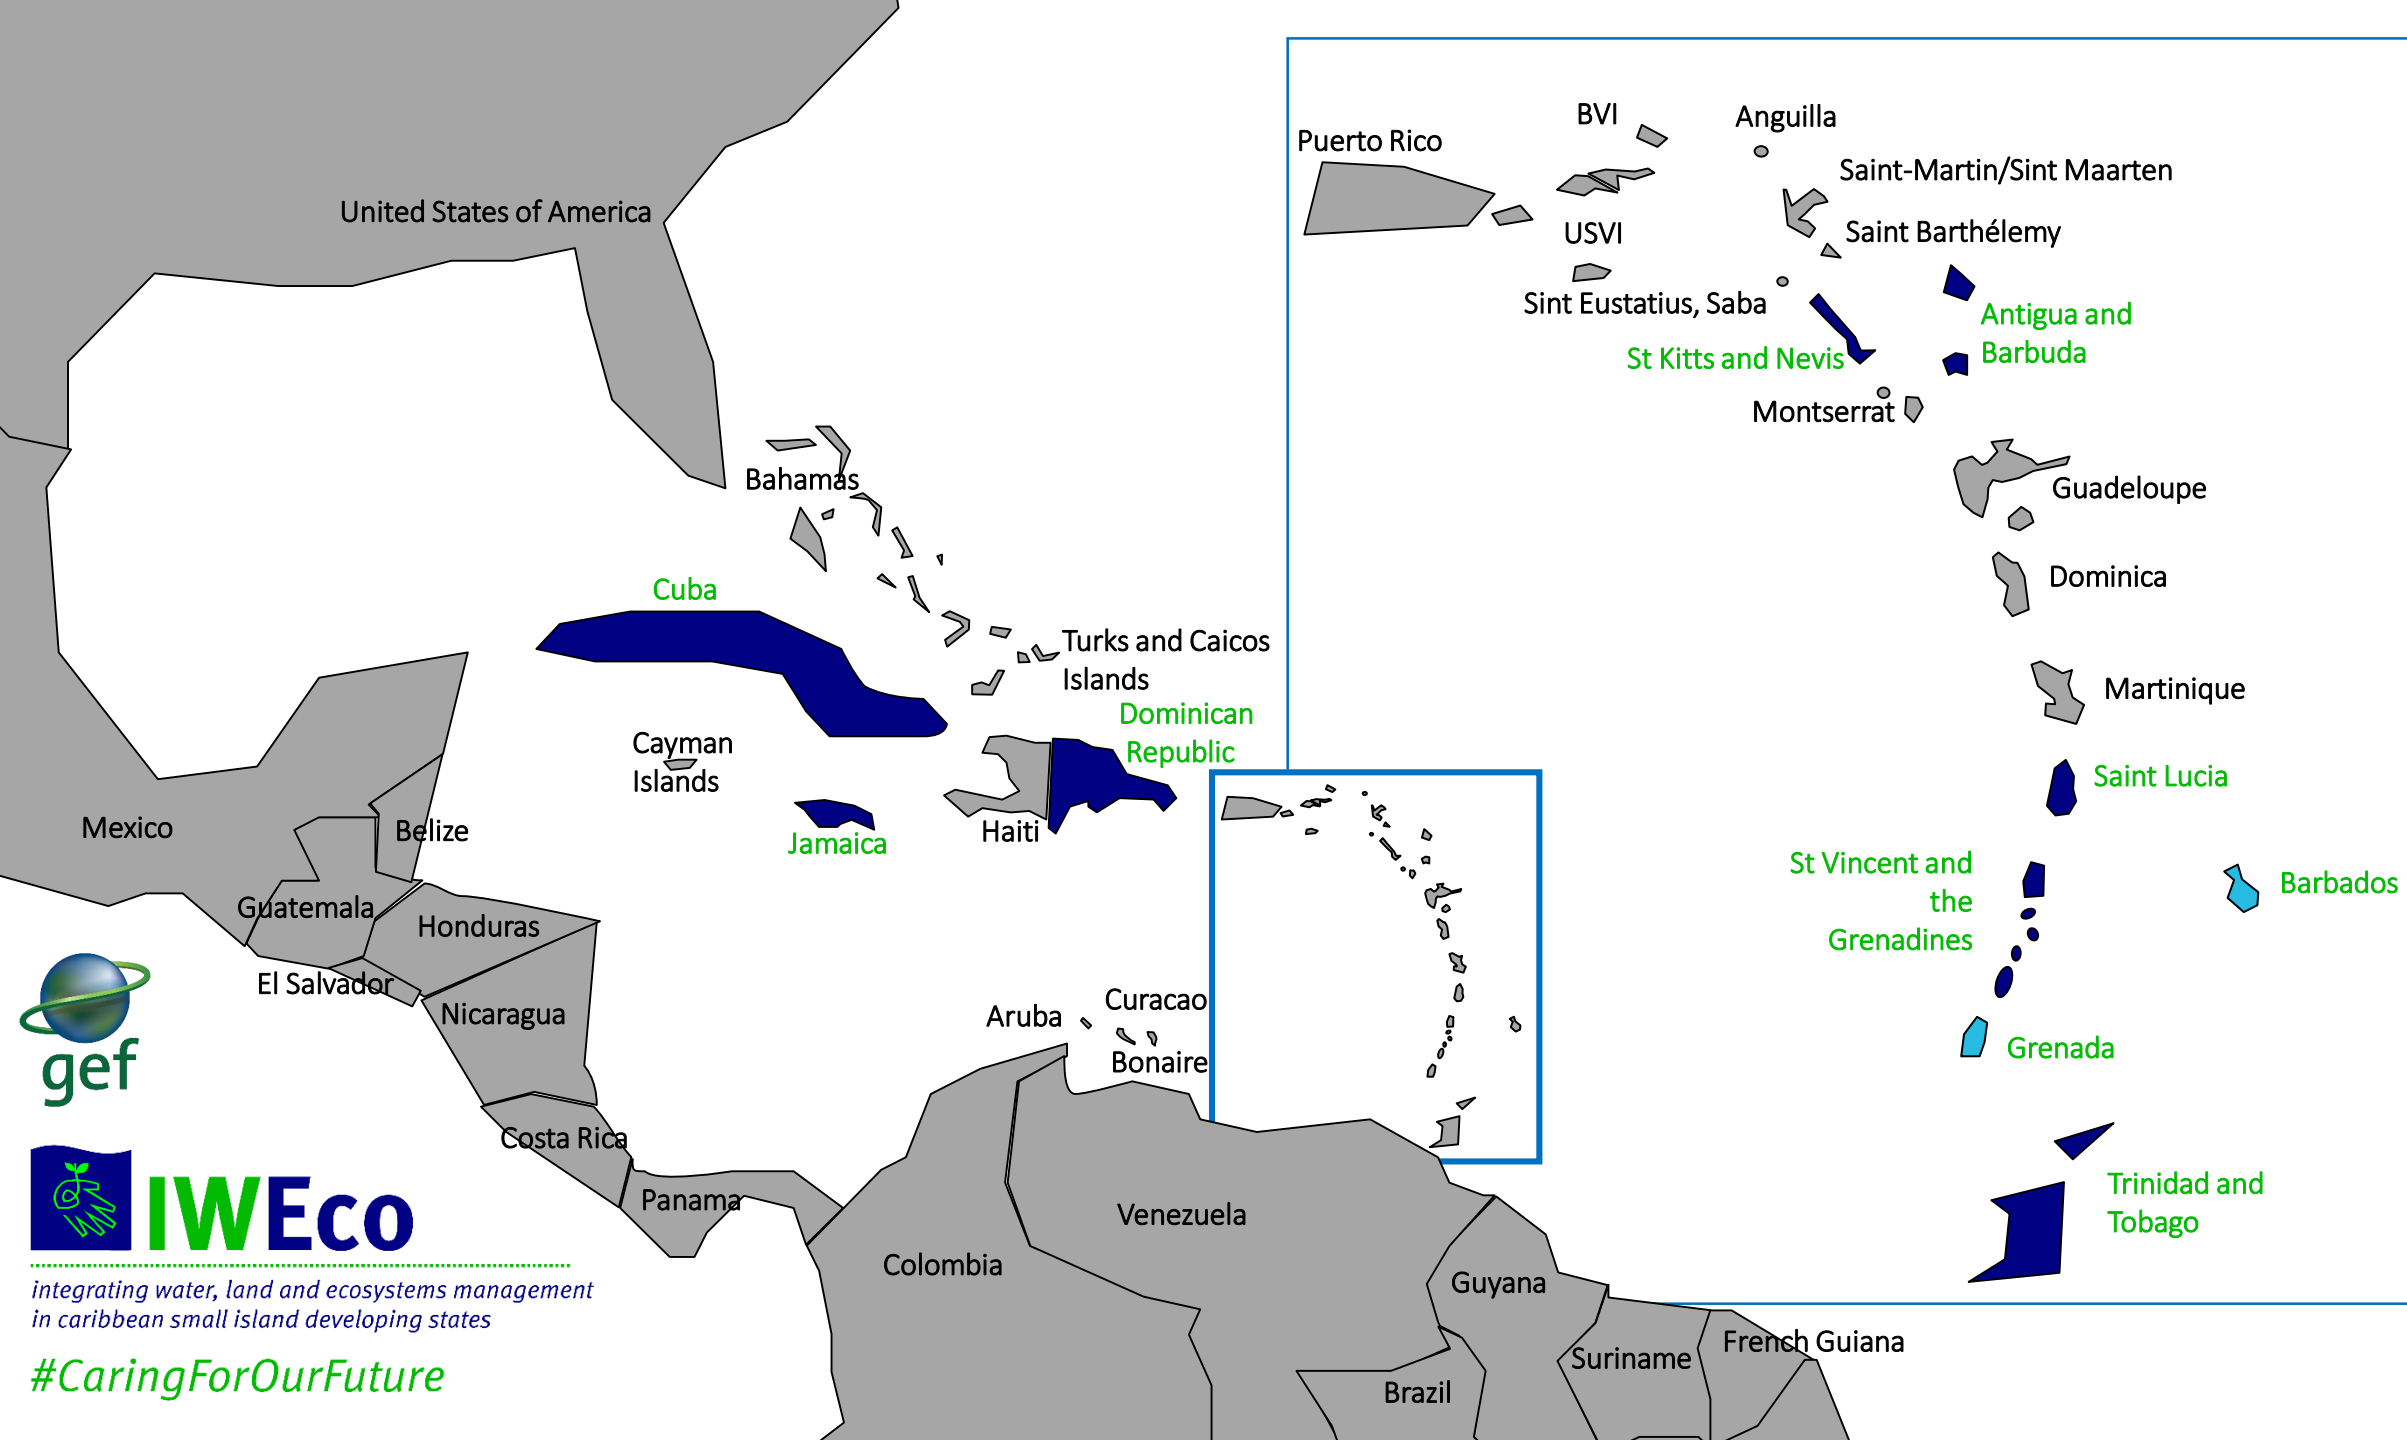 United States of America
Bahamas
Cuba
Turks and Caicos
Islands
Dominican
Republic
Cayman
Islands
Jamaica
Haiti
Mexico
Belize
Guatemala
Honduras
El Salvador
Nicaragua
Costa Rica
Panama
Aruba
Curacao
Bonaire
Colombia
Venezuela
Guyana
Suriname
French Guiana
Brazil
Puerto Rico
BVI
USVI
Anguilla
Saint-Martin/Sint Maarten
Saint Barthélemy
Sint Eustatius, Saba
Antigua and
Barbuda
St Kitts and Nevis
Montserrat
Guadeloupe
Dominica
Martinique
Saint Lucia
St Vincent and
the
Grenadines
Barbados
Grenada
Trinidad and
Tobago
gef
IWEco
integrating water, land and ecosystems management
in caribbean small island developing states
#CaringForOurFuture